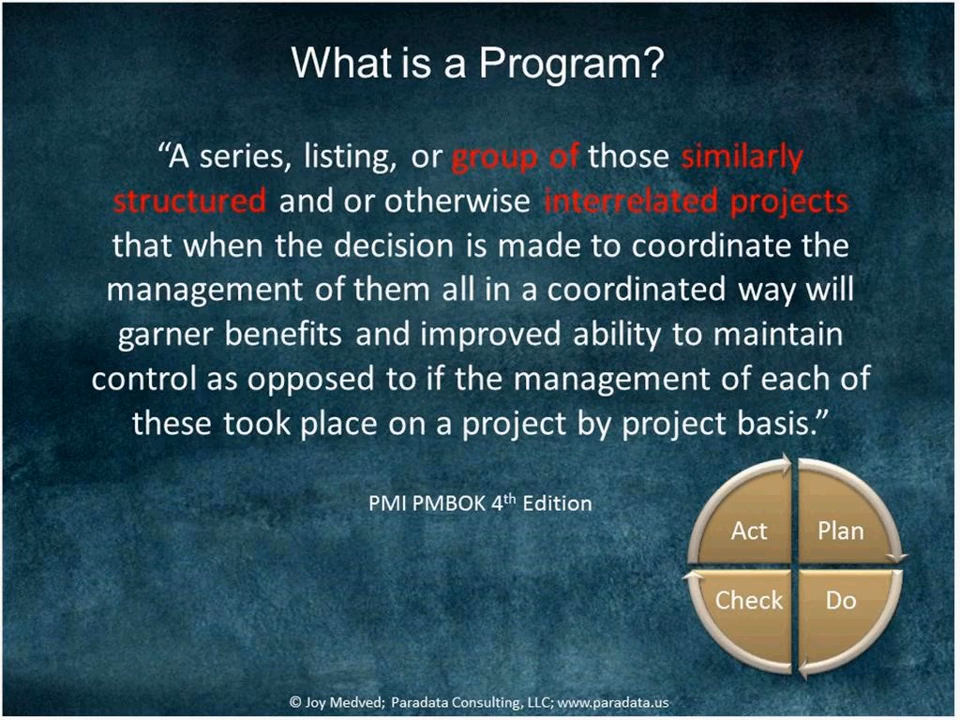 What is a Program?
“A series, listing, or group of those similarly
structured and or otherwise interrelated projects
that when the decision is made to coordinate the
management of them all in a coordinated way will
garner benefits and improved ability to maintain
control as opposed to if the management of each of
these took place on a project by project basis.”
PMI PMBOK 4th Edition
Act
Plan
Check
Do
© Joy Medved; Paradata Consulting, LLC; www.paradata.us